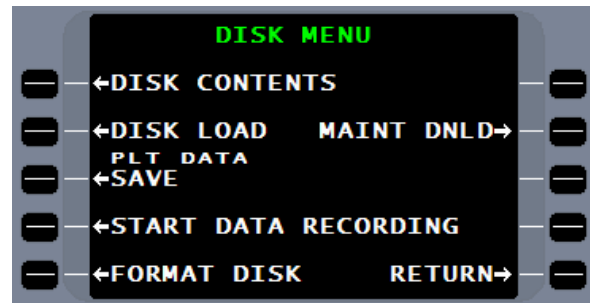 DISK MENU
←DISK CONTENTS
←DISK LOAD MAINT DNLD→
PLT DATA
←SAVE
←START DATA RECORDING
←FORMAT DISK RETURN→